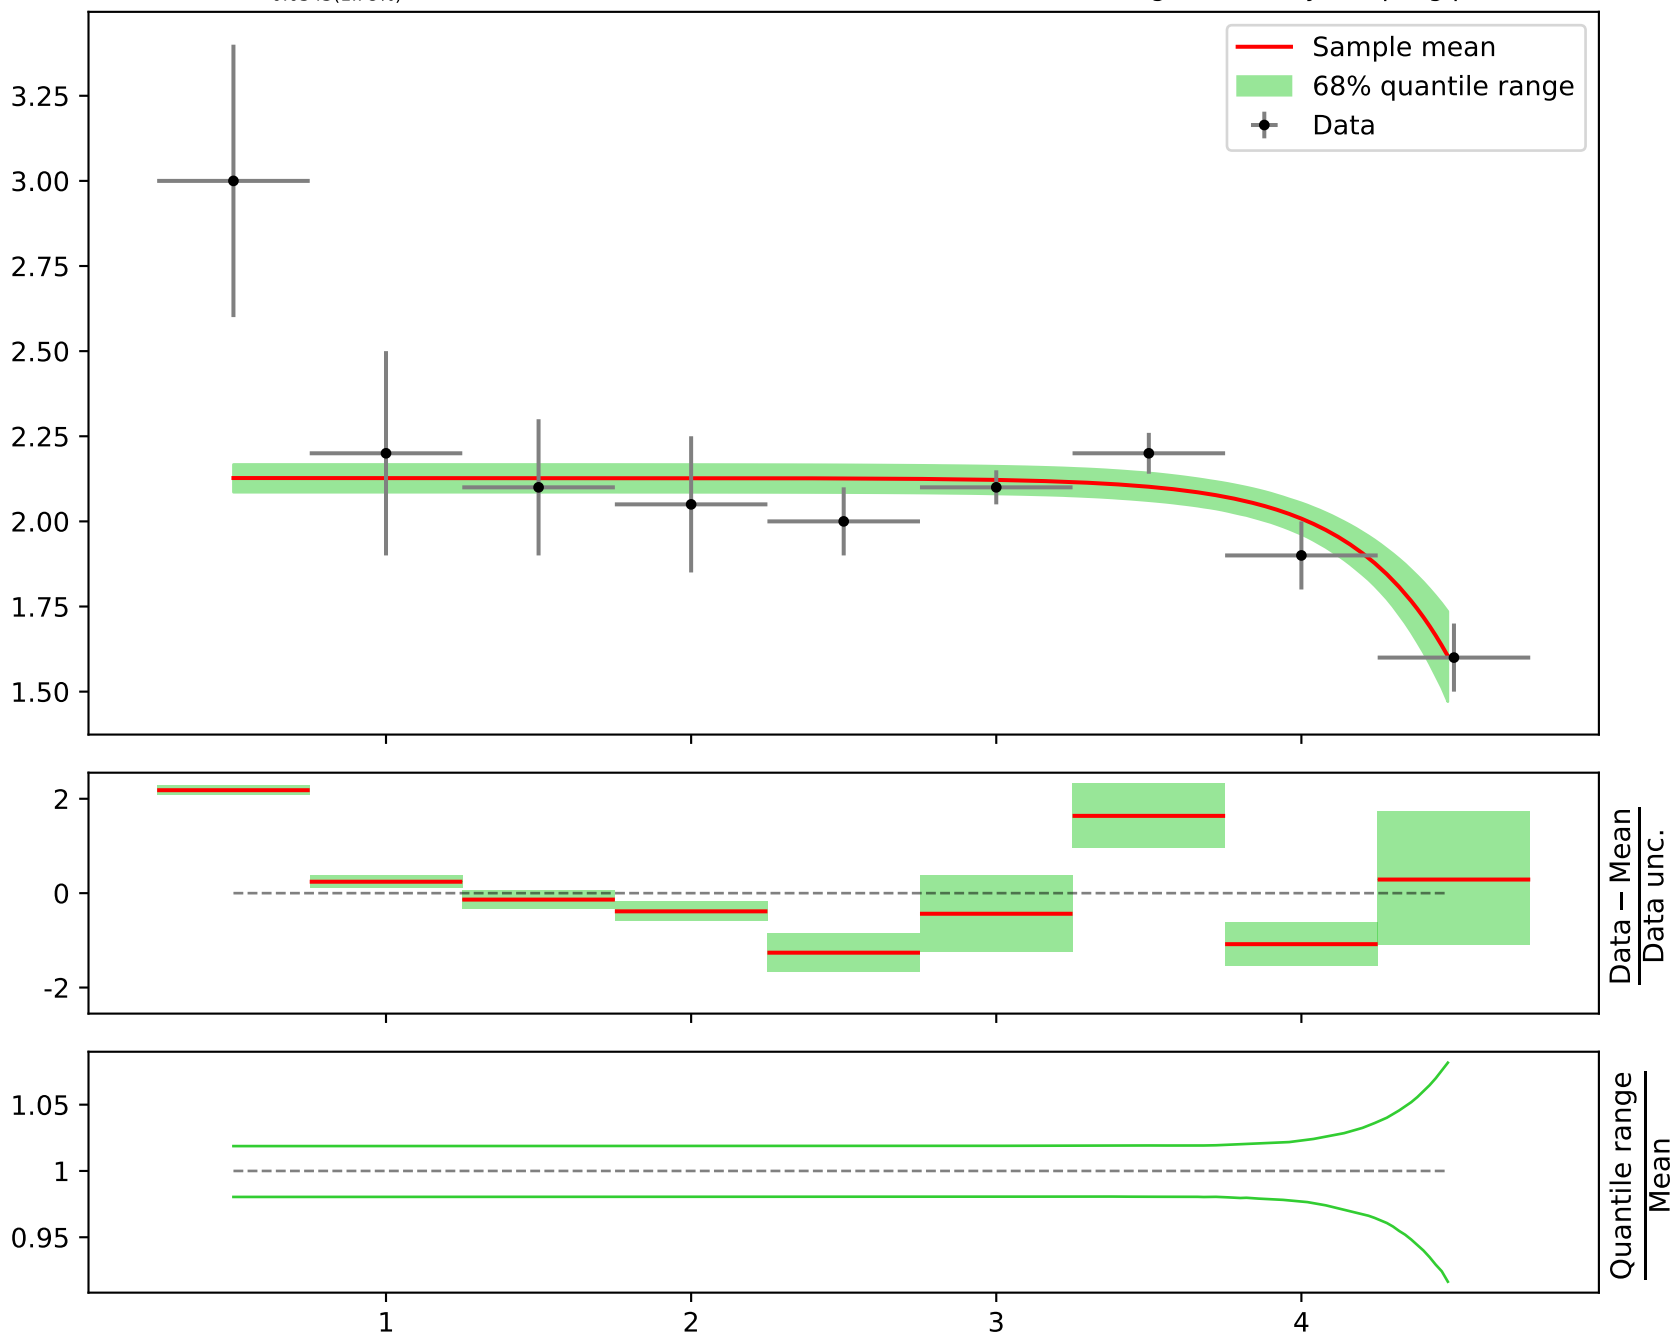 Sample mean
68% quantile range
Data
3.25
3.00
2.75
2.50
2.25
2.00
1.75
1.50
2
0
-2
Data − Mean
Data unc.
1.05
1
0.95
Quantile range
Mean
1 2 3 4